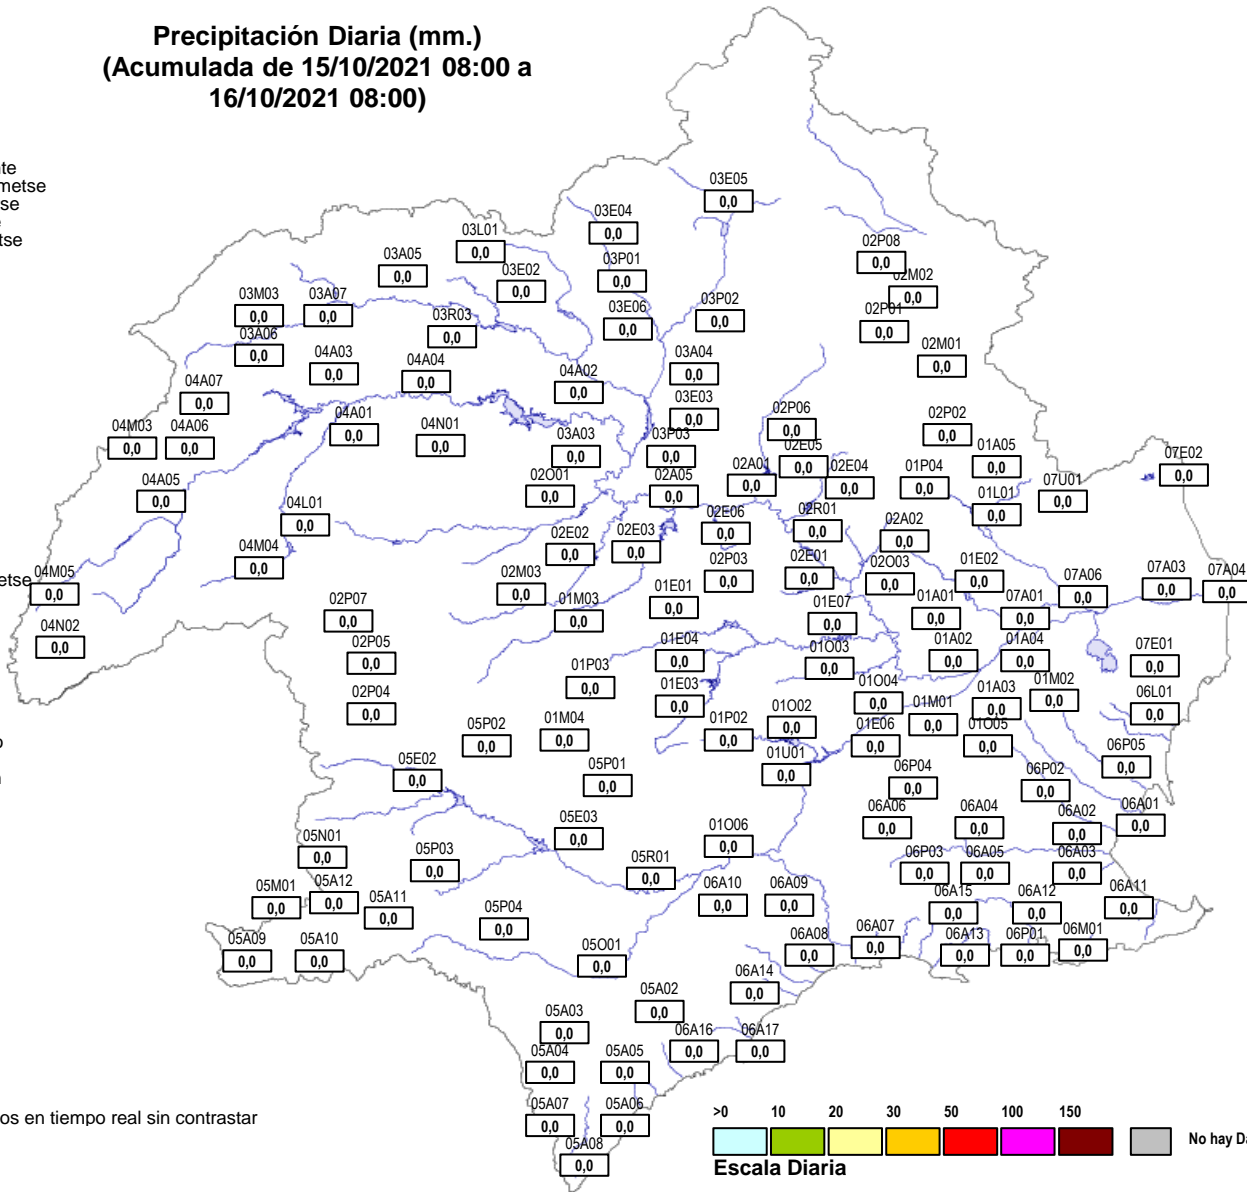 Precipitación Diaria (mm.)
(Acumulada de 15/10/2021 08:00 a
16/10/2021 08:00)
03E05
0,0
03E04
0,0
03L01
0,0
03A05
0,0
03P01
0,0
03E02
0,0
02P08
0,0
02M02
0,0
03M03
0,0
03A07
0,0
03R03
0,0
03E06
0,0
03P02
0,0
02P01
0,0
03A06
0,0
04A03
0,0
04A04
0,0
04A02
0,0
03A04
0,0
02M01
0,0
04A07
0,0
03E03
0,0
04M03
0,0
04A06
0,0
04A01
0,0
04N01
0,0
03A03
0,0
03P03
0,0
02P06
0,0
02E05
0,0
02P02
0,0
01A05
0,0
07E02
0,0
04A05
0,0
02O01
0,0
02A05
0,0
02A01
0,0
02E04
0,0
01P04
0,0
01L01
0,0
07U01
0,0
04L01
0,0
02E06
0,0
02R01
0,0
02A02
0,0
04M04
0,0
02E02
0,0
02E03
0,0
metse
04M05
0,0
02M03
0,0
02P03
0,0
02E01
0,0
02O03
0,0
01E02
0,0
07A06
0,0
07A03
0,0
07A04
0,0
02P07
0,0
01M03
0,0
01E01
0,0
01E07
0,0
01A01
0,0
07A01
0,0
04N02
0,0
02P05
0,0
01E04
0,0
01O03
0,0
01A02
0,0
01A04
0,0
07E01
0,0
02P04
0,0
01P03
0,0
01E03
0,0
01O04
0,0
01M01
0,0
01A03
0,0
01M02
0,0
06L01
0,0
05P02
0,0
01M04
0,0
01P02
0,0
01O02
0,0
01E06
0,0
01O05
0,0
05E02
0,0
05P01
0,0
01U01
0,0
06P04
0,0
06P02
0,0
06P05
0,0
05E03
0,0
01O06
0,0
06A06
0,0
06A04
0,0
06A02
0,0
06A01
0,0
05N01
0,0
05P03
0,0
05R01
0,0
06P03
0,0
06A05
0,0
06A03
0,0
05M01
0,0
05A12
0,0
05A11
0,0
06A10
0,0
06A09
0,0
06A15
0,0
06A12
0,0
06A11
0,0
05A09
0,0
05A10
0,0
05P04
0,0
05O01
0,0
06A08
0,0
06A07
0,0
06A13
0,0
06P01
0,0
06M01
0,0
06A14
0,0
05A02
0,0
05A03
0,0
06A16
0,0
06A17
0,0
05A04
0,0
05A05
0,0
05A07
0,0
05A06
0,0
05A08
0,0
os en tiempo real sin contrastar
>0 10 20 30 50 100 150
No hay Da
Escala Diaria